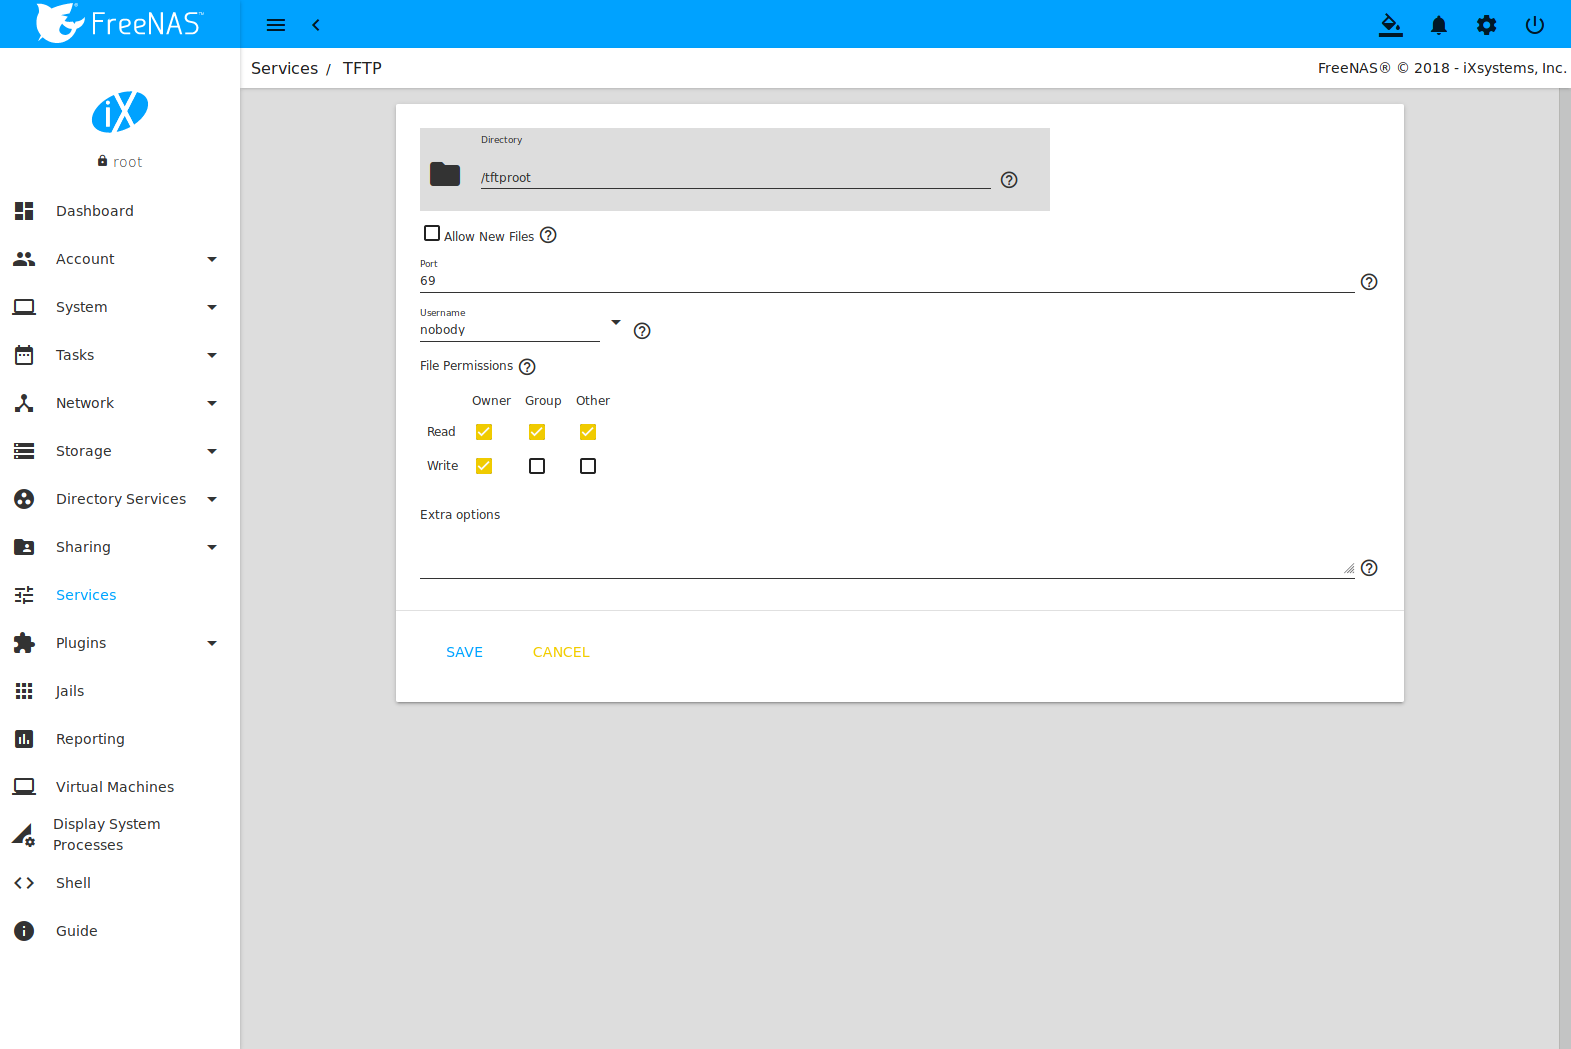 FreeNAS™
Services / TFTP
FreeNAS® © 2018 - iXsystems, Inc.
iX
root
Dashboard
Account
System
Tasks
Network
Storage
Directory Services
Sharing
Services
Plugins
Jails
Reporting
Virtual Machines
Display System
Processes
Shell
Guide
Directory
/tftproot
Allow New Files
Port
69
Username
nobody
File Permissions
Owner Group Other
Read
Write
Extra options
SAVE CANCEL